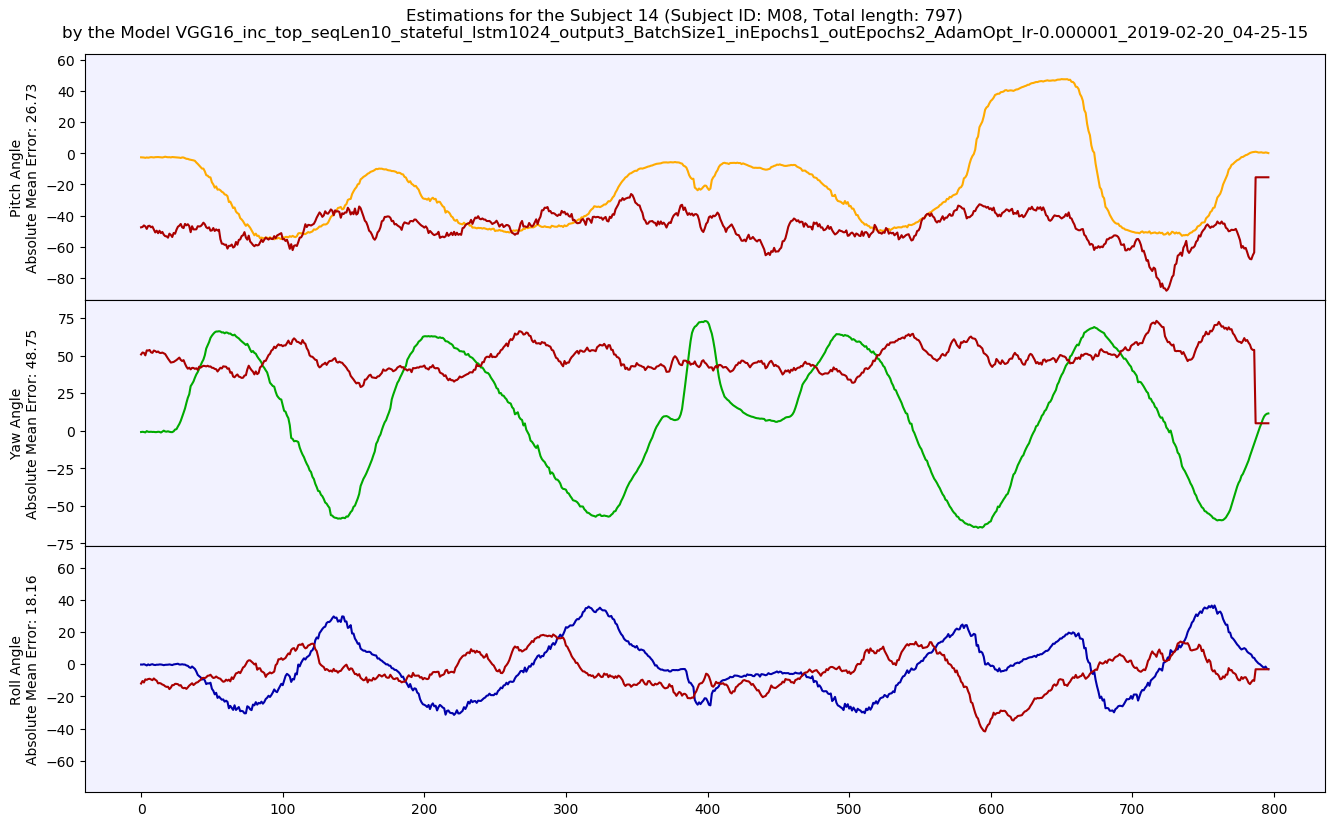 Estimations for the Subject 14 (Subject ID: M08, Total length: 797)
by the Model VGG16_inc_top_seqLen10_stateful_lstm1024_output3_BatchSize1_inEpochs1_outEpochs2_AdamOpt_lr-0.000001_2019-02-20_04-25-15
Pitch Angle
Absolute Mean Error: 26.73
60
40
20
0
−20
−40
−60
−80
Yaw Angle
Absolute Mean Error: 48.75
75
50
25
0
−25
−50
−75
Roll Angle
Absolute Mean Error: 18.16
60
40
20
0
−20
−40
−60
0 100 200 300 400 500 600 700 800